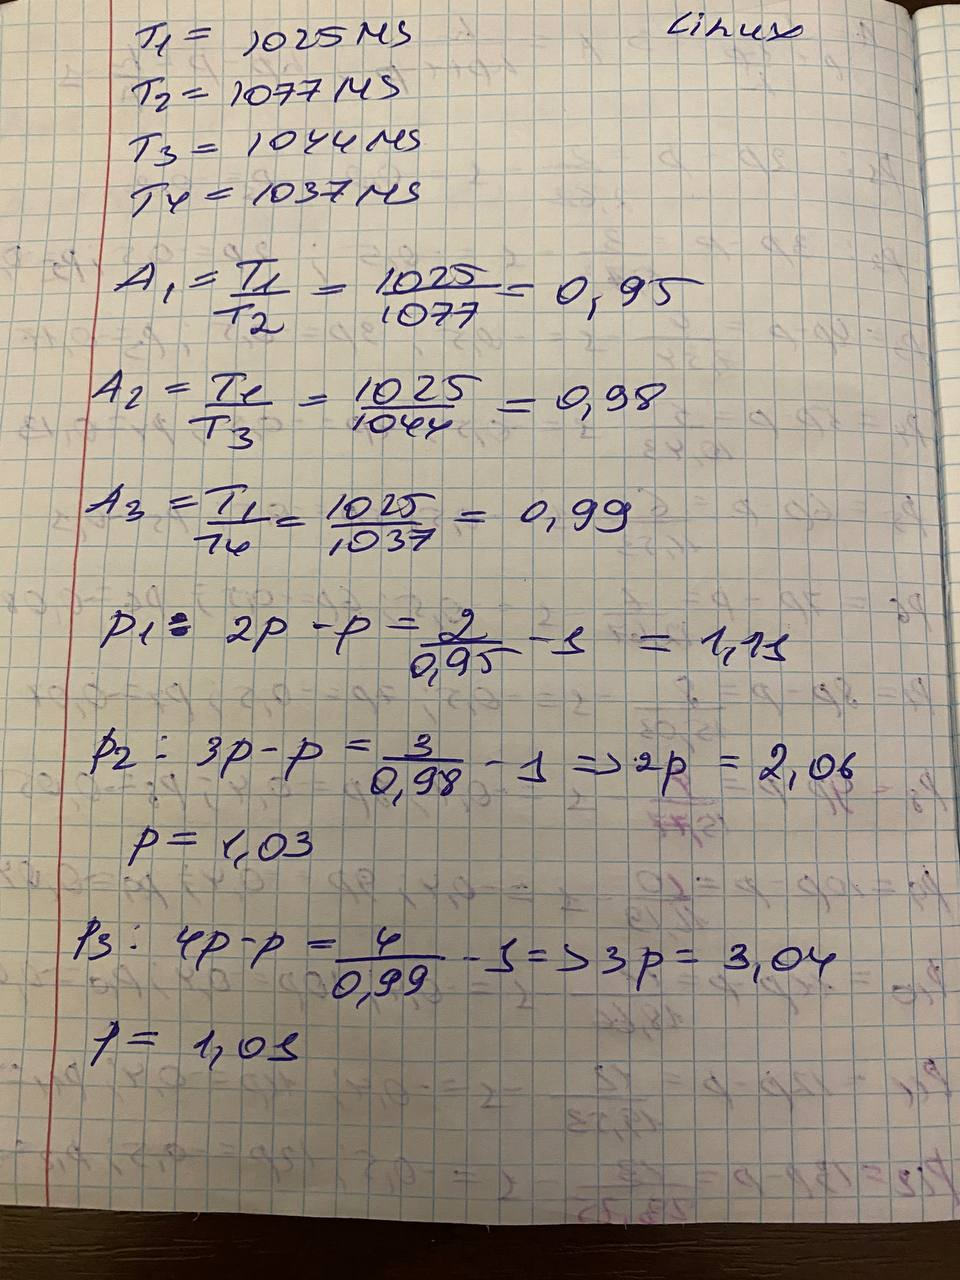 T1 = 1025 MS Linux
T2 = 1077 MS
T3 = 1044 MS
T4 = 1037 MS
A1 = T1/T2 = 1025/1077 = 0,95
A2 = T1/T3 = 1025/1044 = 0,98
A3 = T1/T4 = 1025/1037 = 0,99
P1: 2p - p = 2/0,95 - 1 = 1,11
P2: 3p - p = 3/0,98 - 1 => 2p = 2,06
p = 1,03
P3: 4p - p = 4/0,99 - 1 => 3p = 3,04
p = 1,01